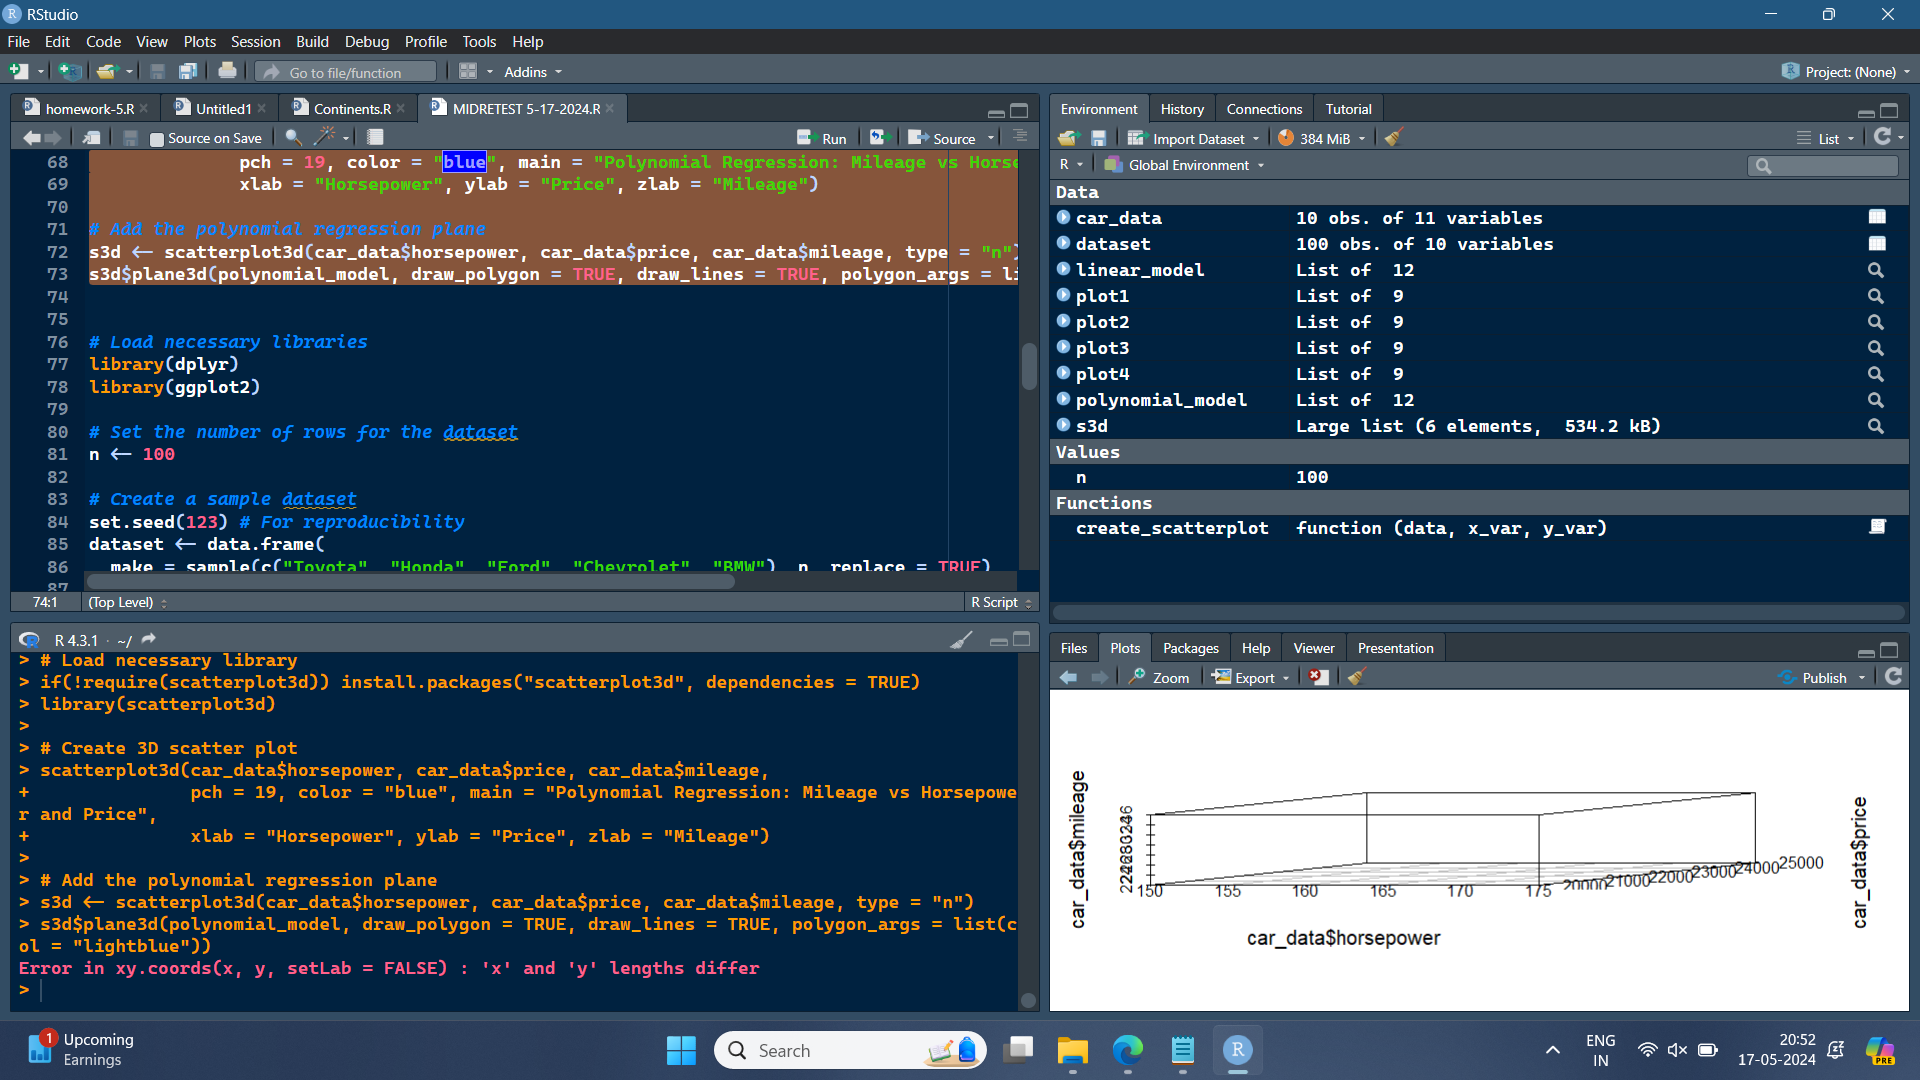 RStudio
File Edit Code View Plots Session Build Debug Profile Tools Help
Go to file/function Addins Project: (None)
homework-5.R Untitled1 Continents.R MIDRETEST 5-17-2024.R
Source on Save Run Source
68 pch = 19, color = "blue", main = "Polynomial Regression: Mileage vs Horse
69 xlab = "Horsepower", ylab = "Price", zlab = "Mileage")
70
71 # Add the polynomial regression plane
72 s3d <- scatterplot3d(car_data$horsepower, car_data$price, car_data$mileage, type = "n")
73 s3d$plane3d(polynomial_model, draw_polygon = TRUE, draw_lines = TRUE, polygon_args = li
74
75
76 # Load necessary libraries
77 library(dplyr)
78 library(ggplot2)
79
80 # Set the number of rows for the dataset
81 n <- 100
82
83 # Create a sample dataset
84 set.seed(123) # For reproducibility
85 dataset <- data.frame(
86 make = sample(c("Toyota", "Honda", "Ford", "Chevrolet", "BMW"), n, replace = TRUE),
87
74:1 (Top Level) R Script
R 4.3.1 · ~/
> # Load necessary library
> if(!require(scatterplot3d)) install.packages("scatterplot3d", dependencies = TRUE)
> library(scatterplot3d)
>
> # Create 3D scatter plot
> scatterplot3d(car_data$horsepower, car_data$price, car_data$mileage,
+ pch = 19, color = "blue", main = "Polynomial Regression: Mileage vs Horsepowe
r and Price",
+ xlab = "Horsepower", ylab = "Price", zlab = "Mileage")
>
> # Add the polynomial regression plane
> s3d <- scatterplot3d(car_data$horsepower, car_data$price, car_data$mileage, type = "n")
> s3d$plane3d(polynomial_model, draw_polygon = TRUE, draw_lines = TRUE, polygon_args = list(c
ol = "lightblue"))
Error in xy.coords(x, y, setLab = FALSE) : 'x' and 'y' lengths differ
>
Environment History Connections Tutorial
Import Dataset 384 MiB List
R Global Environment
Data
car_data 10 obs. of 11 variables
dataset 100 obs. of 10 variables
linear_model List of 12
plot1 List of 9
plot2 List of 9
plot3 List of 9
plot4 List of 9
polynomial_model List of 12
s3d Large list (6 elements, 534.2 kB)
Values
n 100
Functions
create_scatterplot function (data, x_var, y_var)
Files Plots Packages Help Viewer Presentation
Zoom Export Publish
car_data$mileage
150 155 160 165 170 175
20000 21000 22000 23000 24000 25000
car_data$price
car_data$horsepower
1 Upcoming
Earnings
Search
ENG
IN
20:52
17-05-2024
PRE